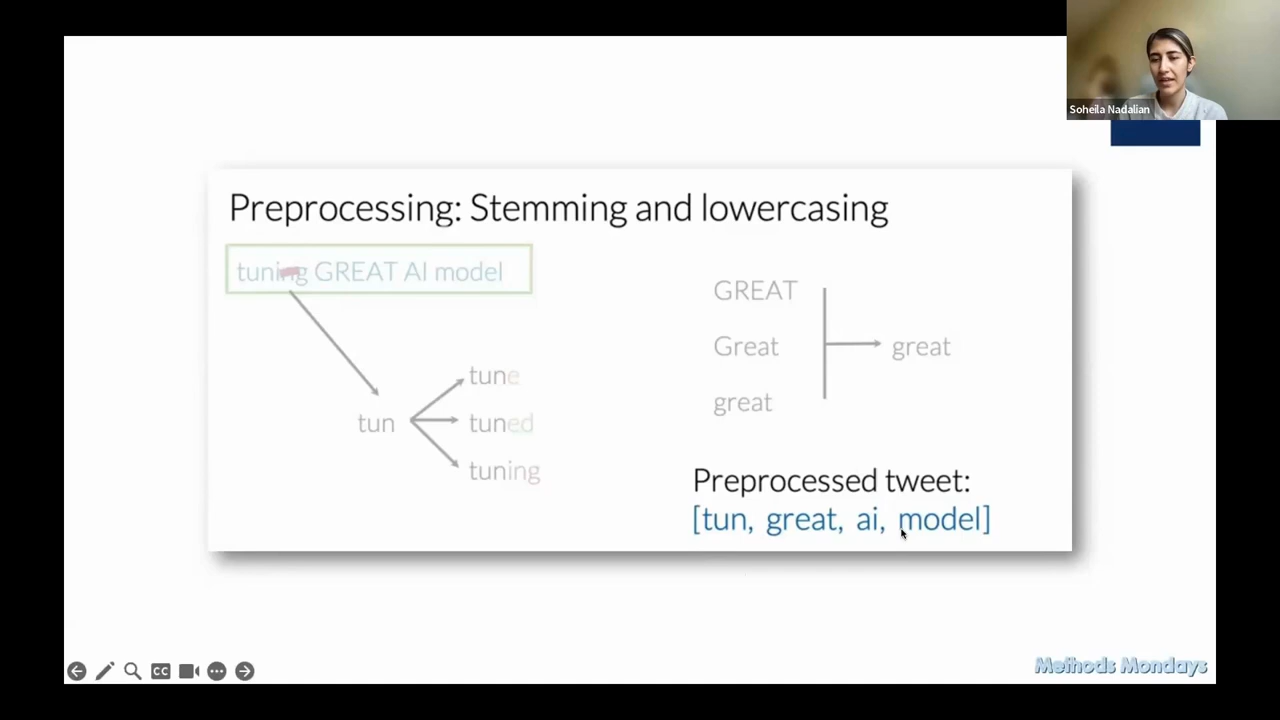 Soheila Nadalian
Preprocessing: Stemming and lowercasing
tuning GREAT AI model
tun
tune
tuned
tuning
GREAT
Great
great
great
Preprocessed tweet:
[tun, great, ai, model]
CC
Methods Mondays